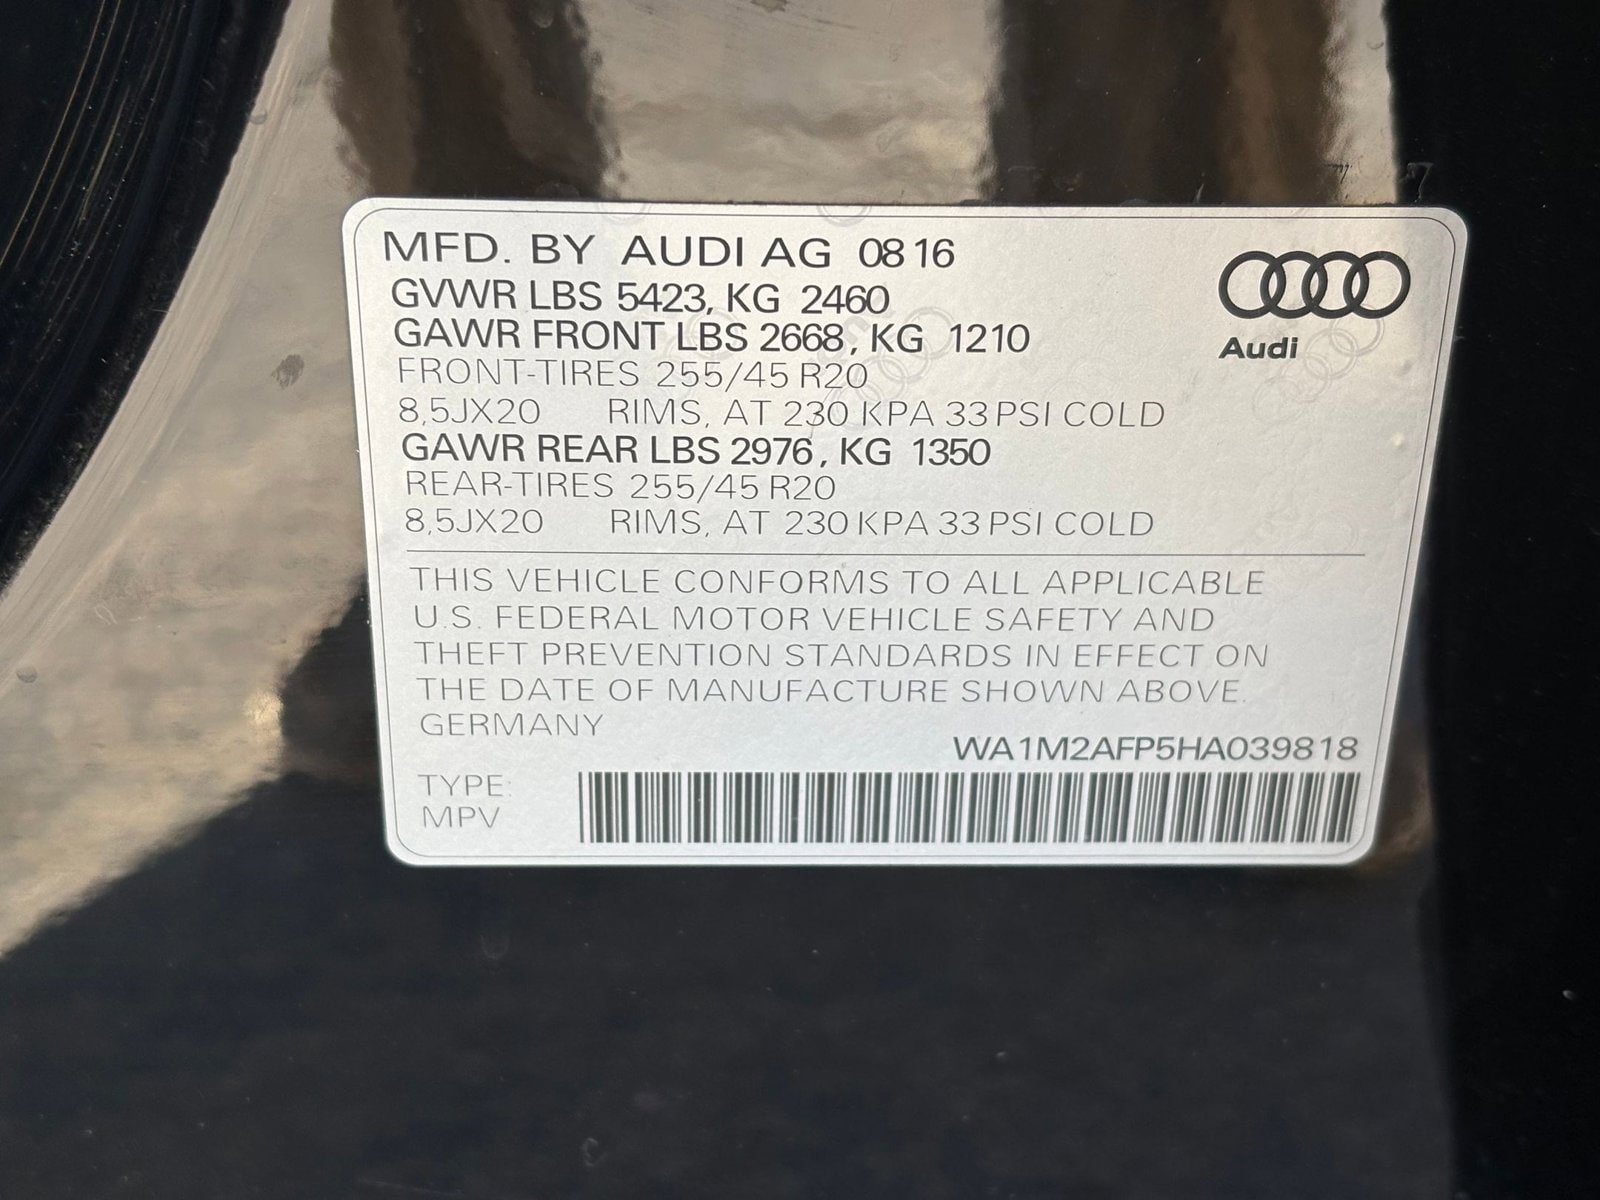 MFD. BY AUDI AG 08 16
GVWR LBS 5423, KG 2460
GAWR FRONT LBS 2668, KG 1210
FRONT-TIRES 255/45 R20
8,5JX20 RIMS, AT 230 KPA 33 PSI COLD
GAWR REAR LBS 2976, KG 1350
REAR-TIRES 255/45 R20
8,5JX20 RIMS, AT 230 KPA 33 PSI COLD
Audi
THIS VEHICLE CONFORMS TO ALL APPLICABLE
U.S. FEDERAL MOTOR VEHICLE SAFETY AND
THEFT PREVENTION STANDARDS IN EFFECT ON
THE DATE OF MANUFACTURE SHOWN ABOVE.
GERMANY
WA1M2AFP5HA039818
TYPE:
MPV